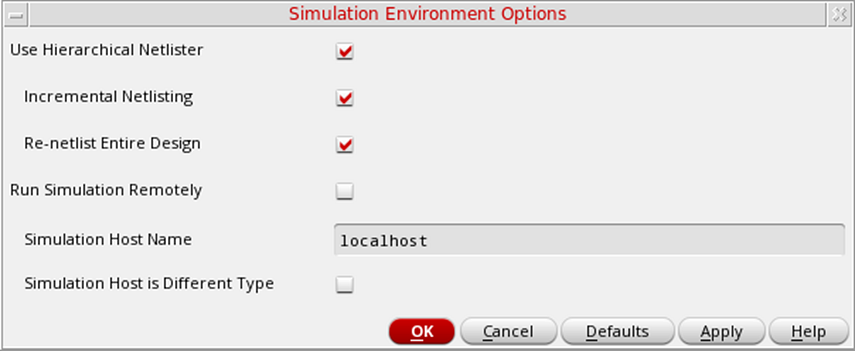 Simulation Environment Options
Use Hierarchical Netlister
Incremental Netlisting
Re-netlist Entire Design
Run Simulation Remotely
Simulation Host Name localhost
Simulation Host is Different Type
OK Cancel Defaults Apply Help